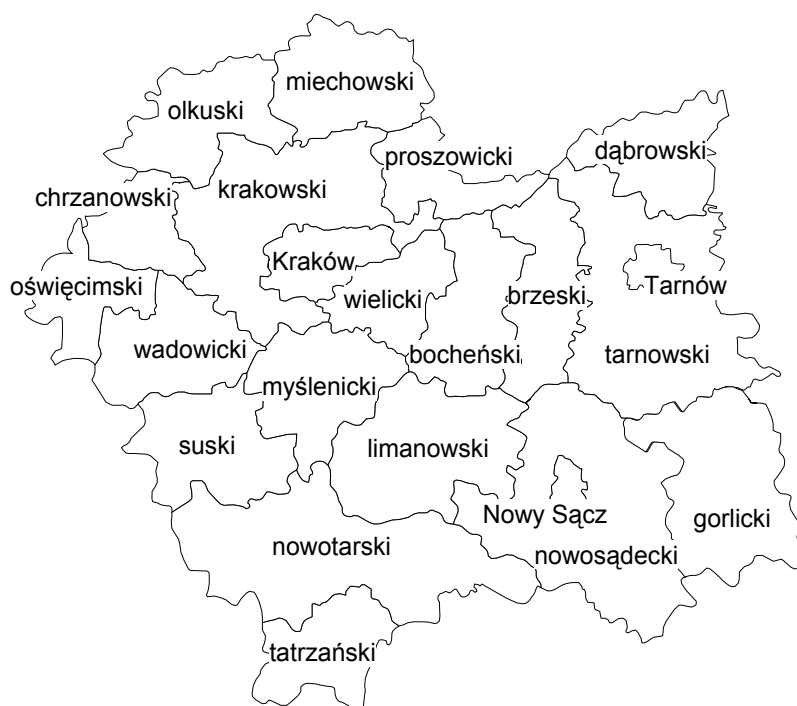 miechowski
olkuski
dąbrowski
proszowicki
chrzanowski
krakowski
Kraków
oświęcimski
Tarnów
wielicki
brzeski
wadowicki
bocheński
tarnowski
myślenicki
suski
limanowski
Nowy Sącz
gorlicki
nowotarski
nowosądecki
tatrzański